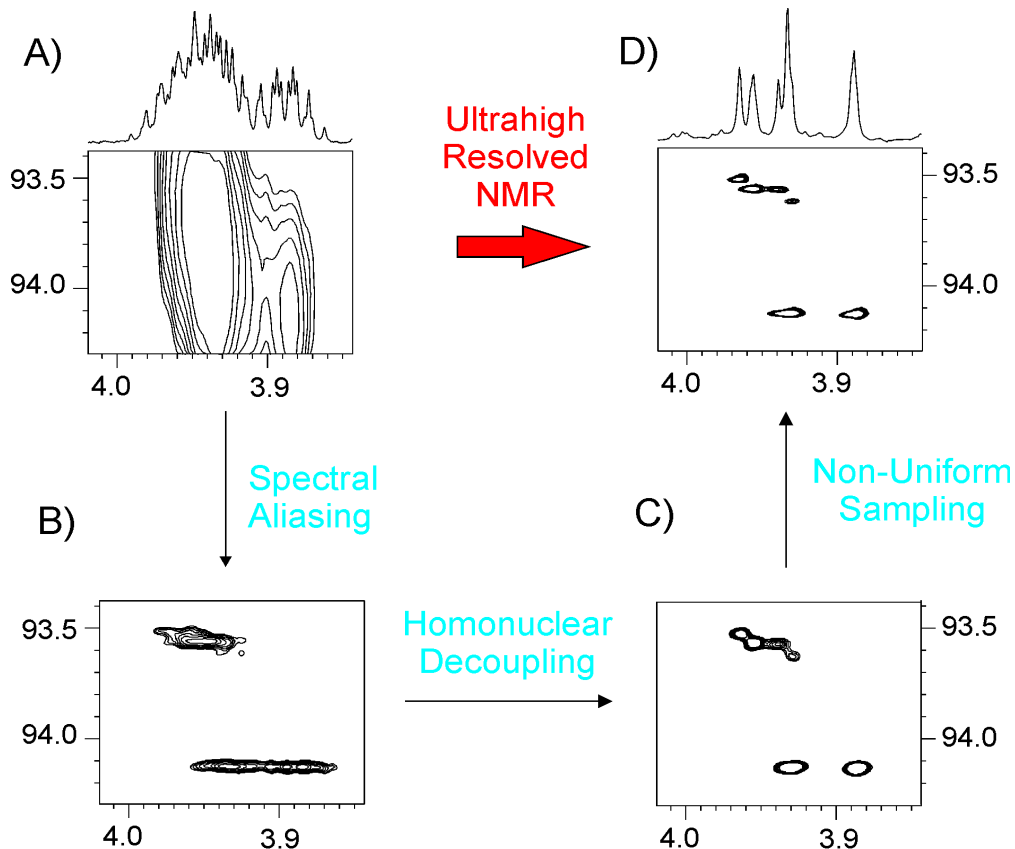 A)
D)
Ultrahigh
Resolved
NMR
93.5
94.0
4.0
3.9
93.5
94.0
4.0
3.9
Spectral
Aliasing
Non-Uniform
Sampling
B)
C)
93.5
94.0
4.0
3.9
Homonuclear
Decoupling
93.5
94.0
4.0
3.9